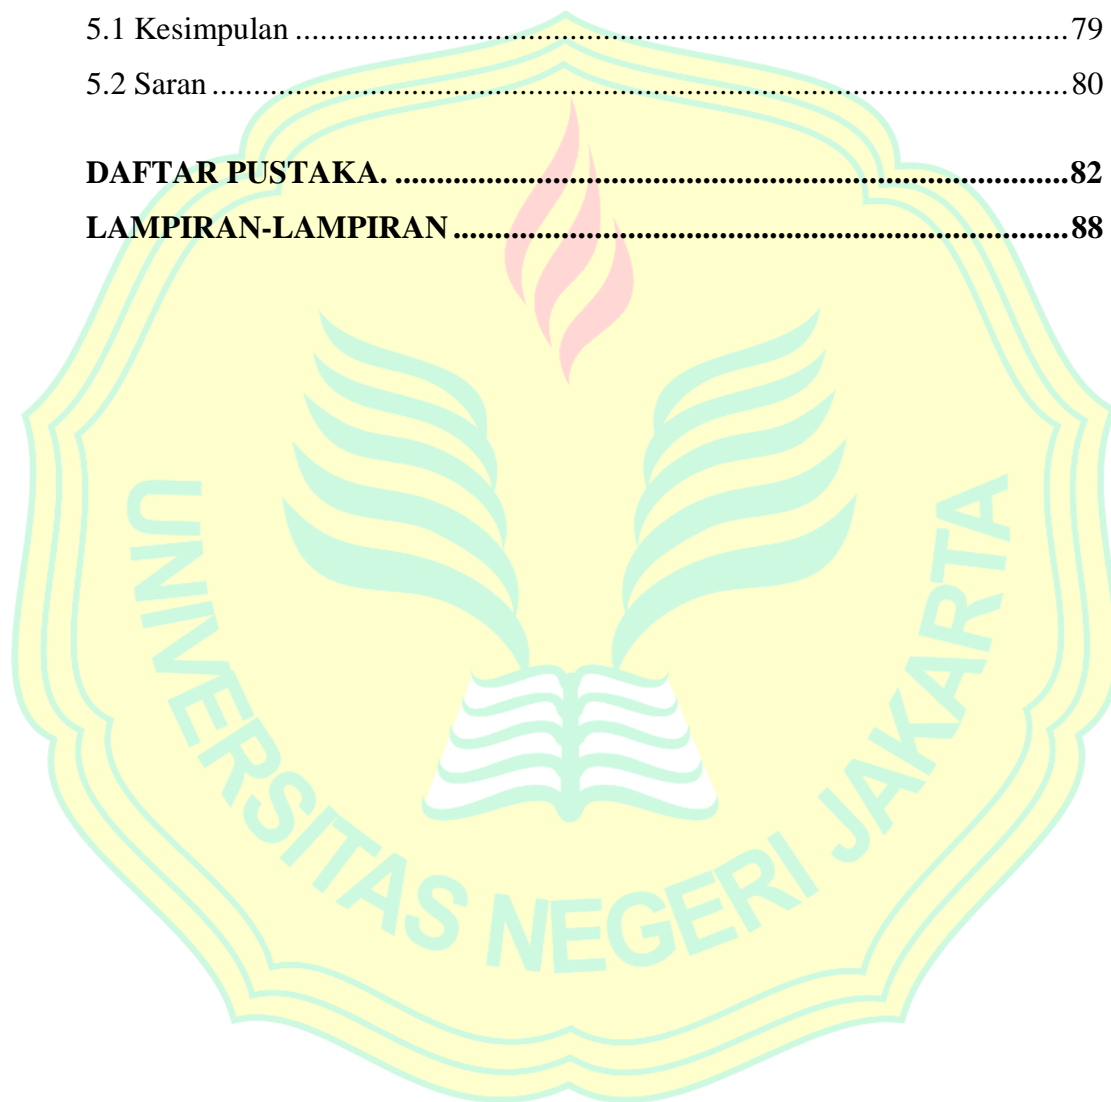 5.1 Kesimpulan ............................................................................................. 79
5.2 Saran ....................................................................................................... 80
DAFTAR PUSTAKA. ................................................................................. 82
LAMPIRAN-LAMPIRAN .......................................................................... 88
UNIVERSITAS NEGERI JAKARTA